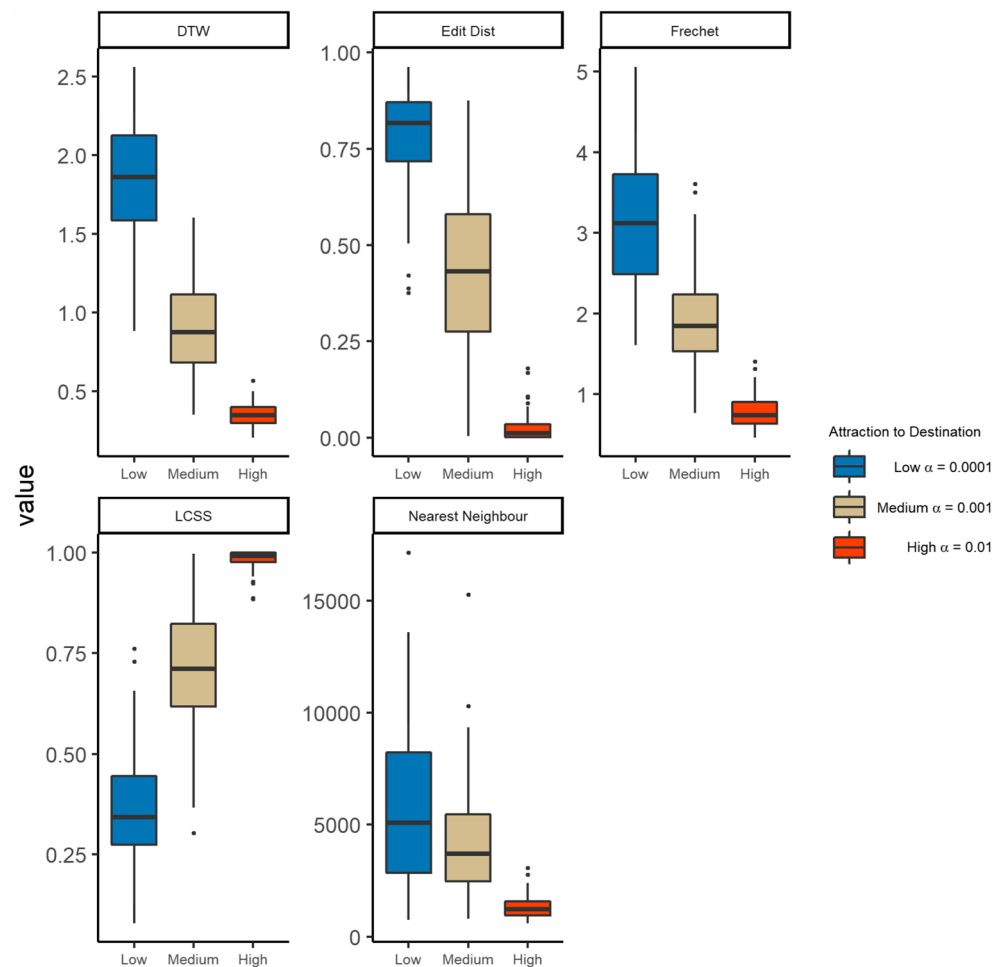 DTW
Edit Dist
Frechet
2.5
2.0
1.5
1.0
0.5
1.00
0.75
0.50
0.25
0.00
5
4
3
2
1
Low Medium High
Low Medium High
Low Medium High
value
LCSS
Nearest Neighbour
1.00
0.75
0.50
0.25
15000
10000
5000
0
Low Medium High
Low Medium High
Attraction to Destination
Low α = 0.0001
Medium α = 0.001
High α = 0.01